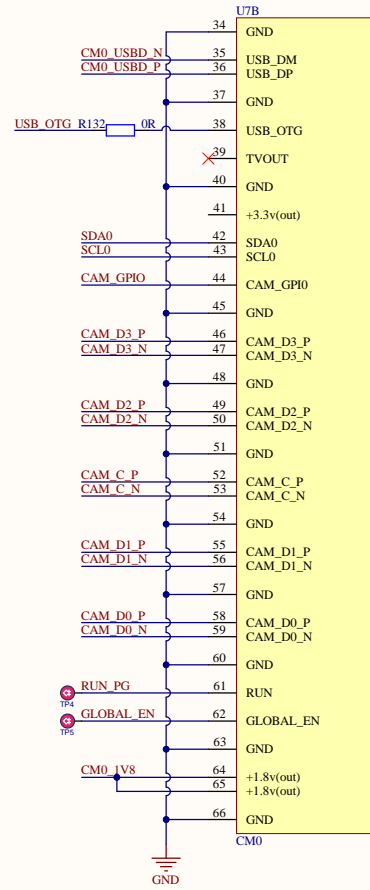 U7B
34 GND
CM0_USBD_N 35 USB_DM
CM0_USBD_P 36 USB_DP
37 GND
USB_OTG R132 0R 38 USB_OTG
39 TVOUT
40 GND
41 +3.3v(out)
SDA0 42 SDA0
SCL0 43 SCL0
CAM_GPIO 44 CAM_GPI0
45 GND
CAM_D3_P 46 CAM_D3_P
CAM_D3_N 47 CAM_D3_N
48 GND
CAM_D2_P 49 CAM_D2_P
CAM_D2_N 50 CAM_D2_N
51 GND
CAM_C_P 52 CAM_C_P
CAM_C_N 53 CAM_C_N
54 GND
CAM_D1_P 55 CAM_D1_P
CAM_D1_N 56 CAM_D1_N
57 GND
CAM_D0_P 58 CAM_D0_P
CAM_D0_N 59 CAM_D0_N
60 GND
RUN_PG 61 RUN
TP4
GLOBAL_EN 62 GLOBAL_EN
TP5
63 GND
CM0_1V8 64 +1.8v(out)
65 +1.8v(out)
66 GND
CM0
GND